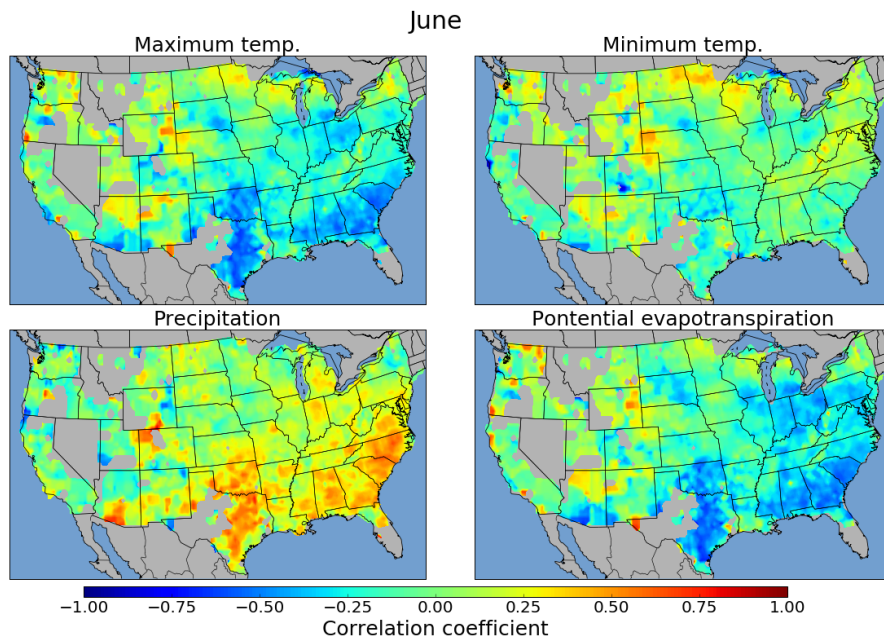 June
Maximum temp.
Minimum temp.
Precipitation
Pontential evapotranspiration
−1.00 −0.75 −0.50 −0.25 0.00 0.25 0.50 0.75 1.00
Correlation coefficient